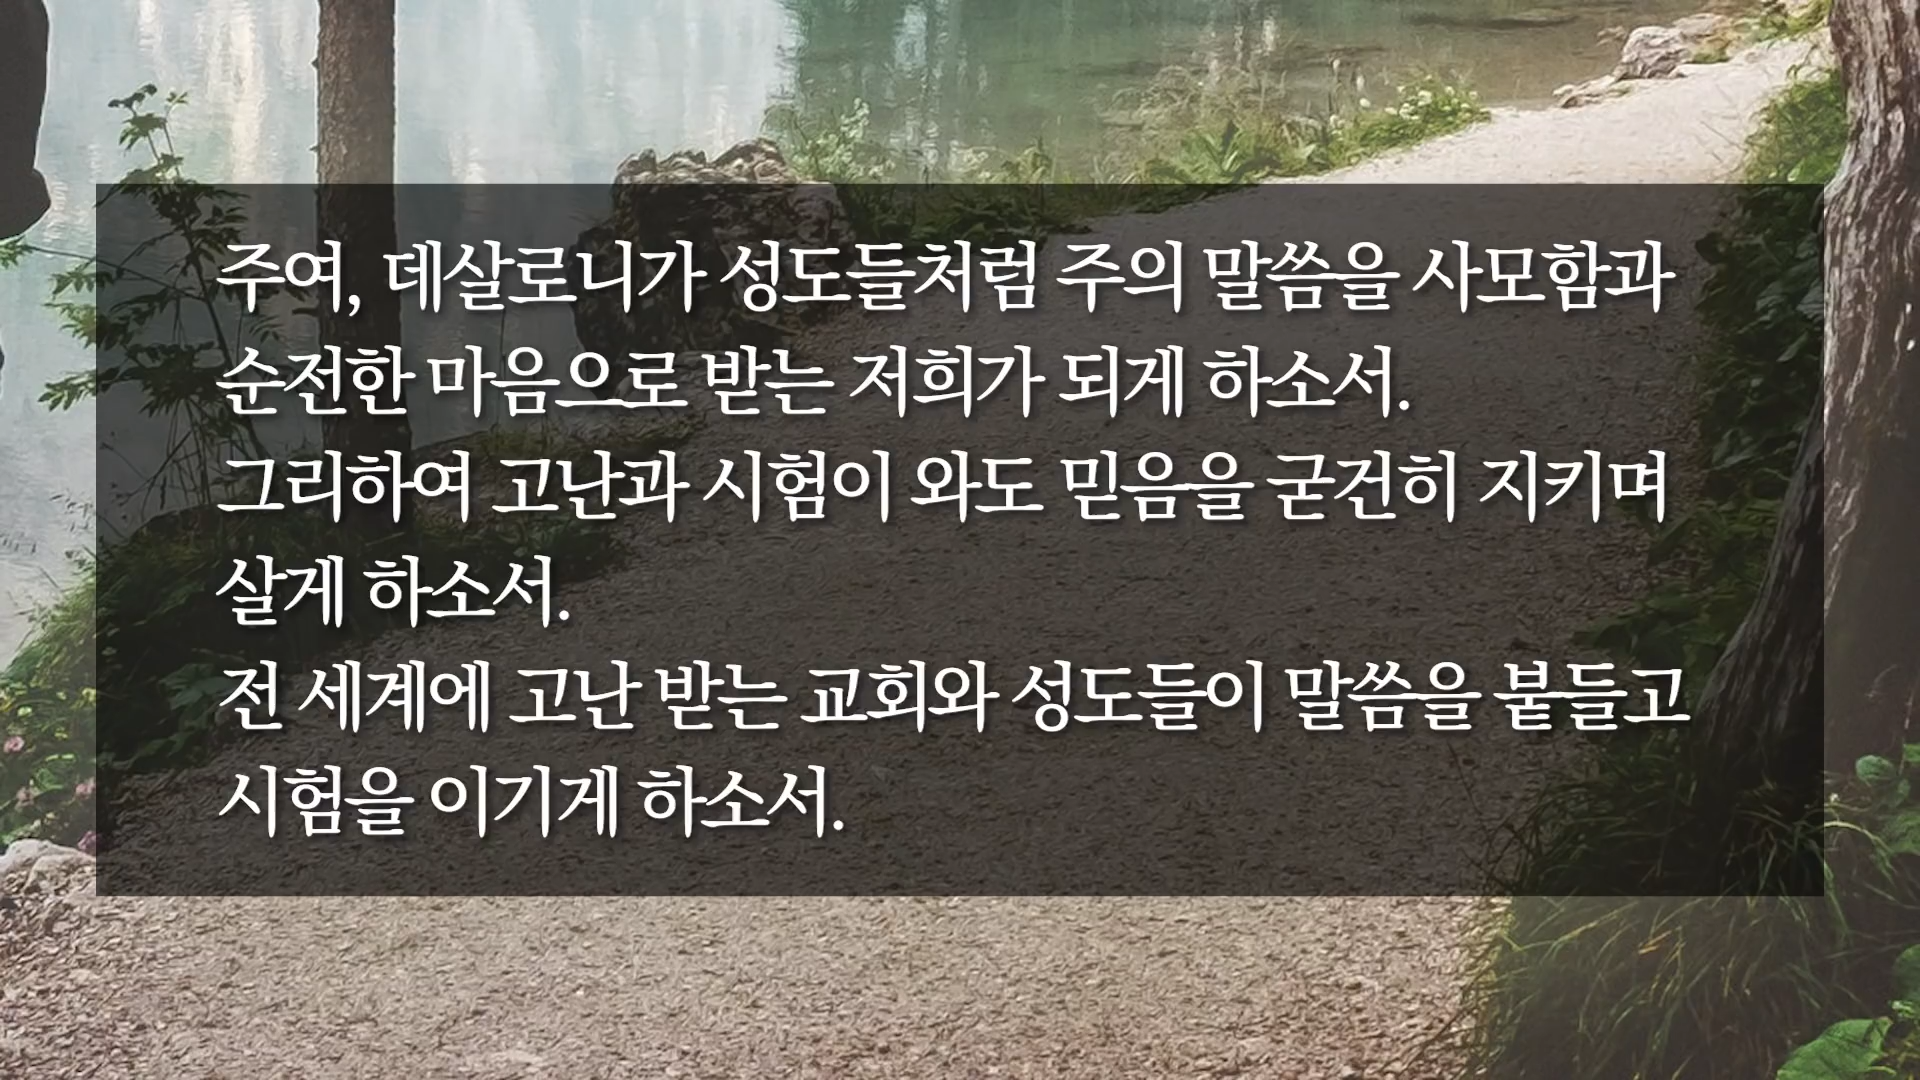 주여, 데살로니가 성도들처럼 주의 말씀을 사모함과
순전한 마음으로 받는 저희가 되게 하소서.
그리하여 고난과 시험이 와도 믿음을 굳건히 지키며
살게 하소서.
전 세계에 고난 받는 교회와 성도들이 말씀을 붙들고
시험을 이기게 하소서.